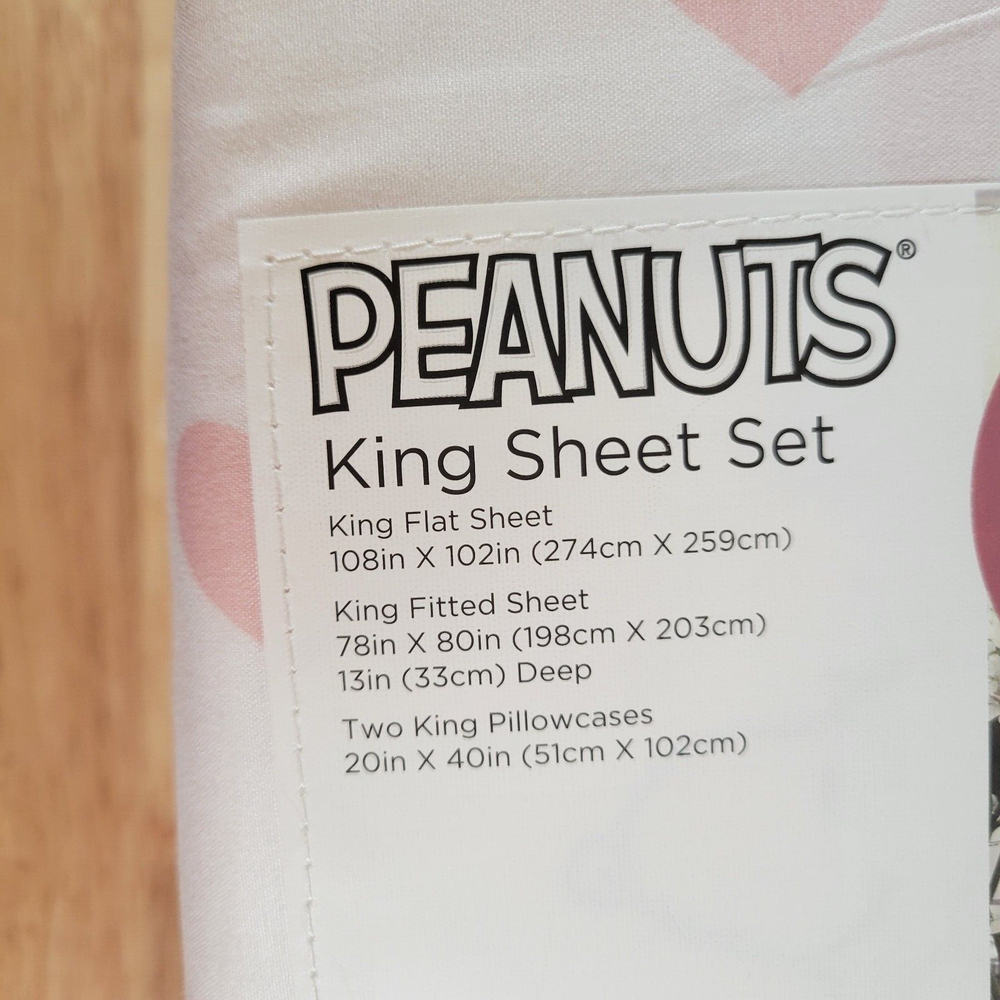 PEANUTS®
King Sheet Set
King Flat Sheet
108in X 102in (274cm X 259cm)
King Fitted Sheet
78in X 80in (198cm X 203cm)
13in (33cm) Deep
Two King Pillowcases
20in X 40in (51cm X 102cm)